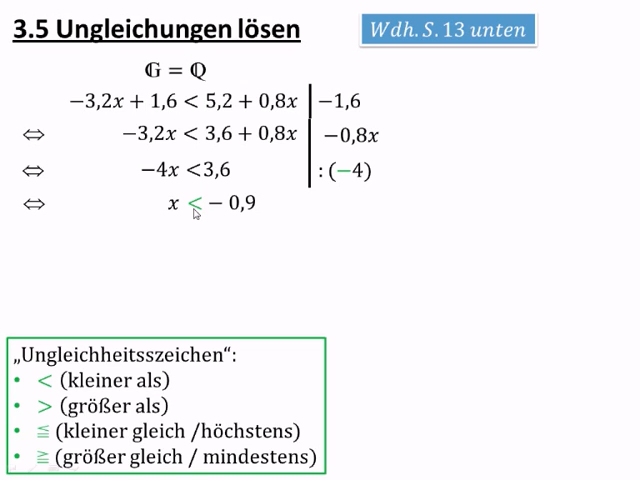 3.5 Ungleichungen lösen
Wdh. S. 13 unten
𝔾 = ℚ
−3,2x + 1,6 < 5,2 + 0,8x | −1,6
⇔ −3,2x < 3,6 + 0,8x | −0,8x
⇔ −4x <3,6 | : (−4)
⇔ x < − 0,9
„Ungleichheitsszeichen“:
• < (kleiner als)
• > (größer als)
• ≦ (kleiner gleich /höchstens)
• ≧ (größer gleich / mindestens)